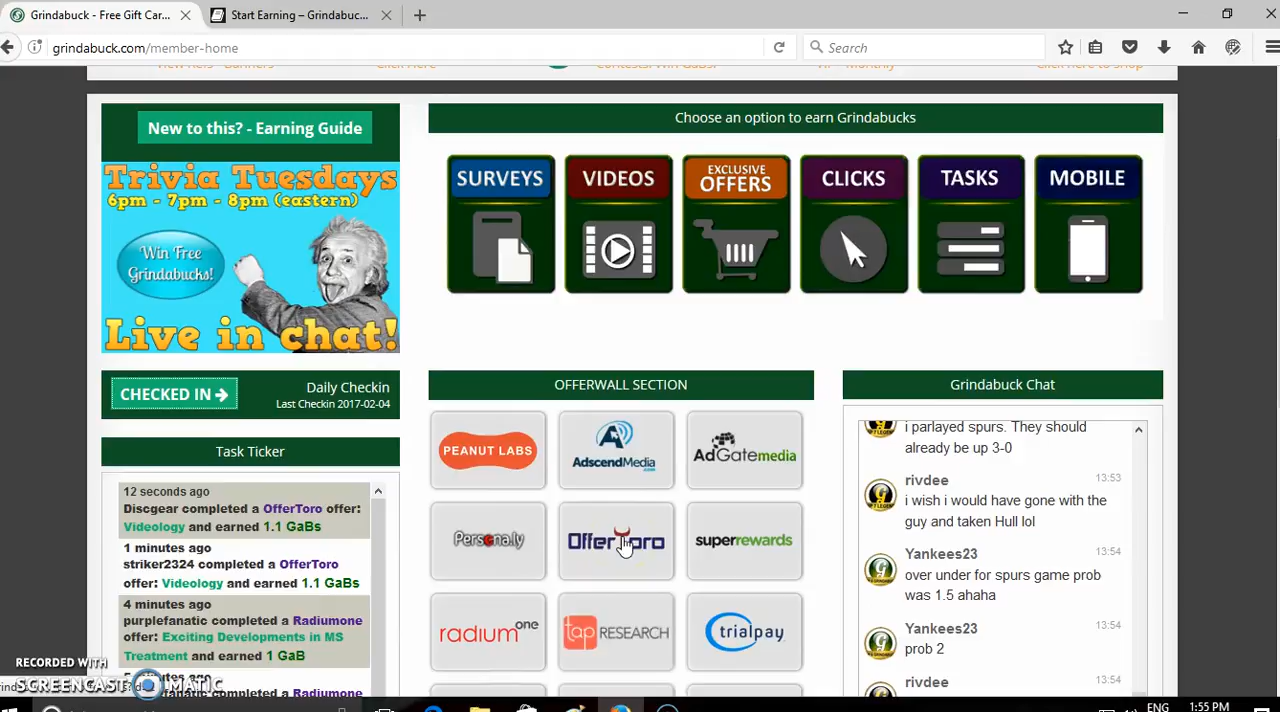 Grindabuck - Free Gift Car...
Start Earning – Grindabuc...
grindabuck.com/member-home
Search
New to this? - Earning Guide
Trivia Tuesdays
6pm - 7pm - 8pm (eastern)
Win Free
Grindabucks!
Live in chat!
Choose an option to earn Grindabucks
SURVEYS
VIDEOS
EXCLUSIVE
OFFERS
CLICKS
TASKS
MOBILE
CHECKED IN
Daily Checkin
Last Checkin 2017-02-04
Task Ticker
12 seconds ago
Discgear completed a OfferToro offer:
Videology and earned 1.1 GaBs
1 minutes ago
striker2324 completed a OfferToro
offer: Videology and earned 1.1 GaBs
4 minutes ago
purplefanatic completed a Radiumone
offer: Exciting Developments in MS
Treatment and earned 1 GaB
completed a Radiumone
OFFERWALL SECTION
PEANUT LABS
AdscendMedia.com
AdGatemedia
Persona.ly
OfferToro
superrewards
radiumone
tap RESEARCH
trialpay
Grindabuck Chat
i parlayed spurs. They should
already be up 3-0
rivdee 13:53
i wish i would have gone with the
guy and taken Hull lol
Yankees23 13:54
over under for spurs game prob
was 1.5 ahaha
Yankees23 13:54
prob 2
rivdee 13:54
RECORDED WITH
SCREENCAST MATIC
ENG
1:55 PM